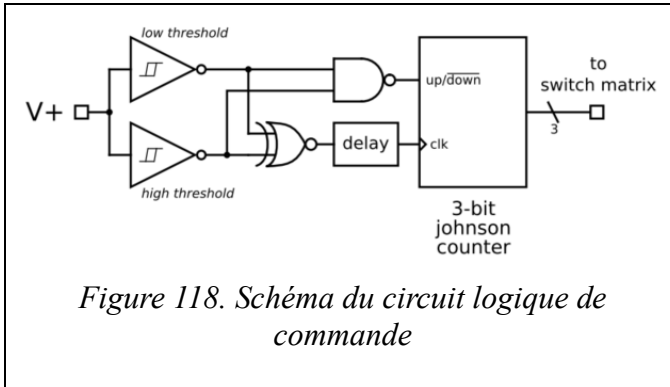 low threshold
V+
high threshold
delay
up/down
clk
3-bit
johnson
counter
to
switch matrix
3
Figure 118. Schéma du circuit logique de
commande